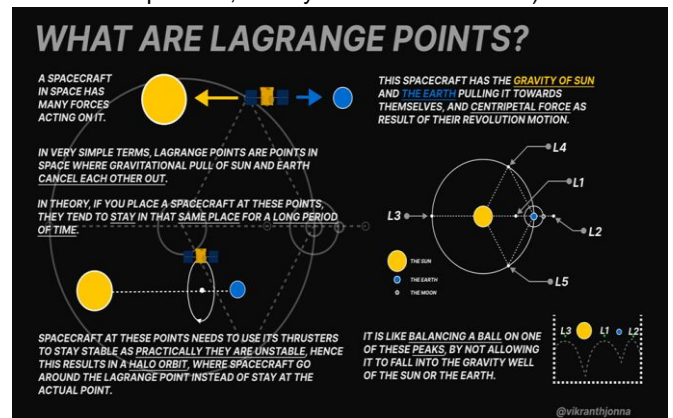 WHAT ARE LAGRANGE POINTS?
A SPACECRAFT
IN SPACE HAS
MANY FORCES
ACTING ON IT.
THIS SPACECRAFT HAS THE GRAVITY OF SUN
AND THE EARTH PULLING IT TOWARDS
THEMSELVES, AND CENTRIPETAL FORCE AS
RESULT OF THEIR REVOLUTION MOTION.
IN VERY SIMPLE TERMS, LAGRANGE POINTS ARE POINTS IN
SPACE WHERE GRAVITATIONAL PULL OF SUN AND EARTH
CANCEL EACH OTHER OUT.
IN THEORY, IF YOU PLACE A SPACECRAFT AT THESE POINTS,
THEY TEND TO STAY IN THAT SAME PLACE FOR A LONG PERIOD
OF TIME.
L4
L1
L3
L2
L5
THE SUN
THE EARTH
THE MOON
SPACECRAFT AT THESE POINTS NEEDS TO USE ITS THRUSTERS
TO STAY STABLE AS PRACTICALLY THEY ARE UNSTABLE, HENCE
THIS RESULTS IN A HALO ORBIT, WHERE SPACECRAFT GO
AROUND THE LAGRANGE POINT INSTEAD OF STAY AT THE
ACTUAL POINT.
IT IS LIKE BALANCING A BALL ON ONE
OF THESE PEAKS, BY NOT ALLOWING
IT TO FALL INTO THE GRAVITY WELL
OF THE SUN OR THE EARTH.
L3 L1 L2
@vikranthjonna